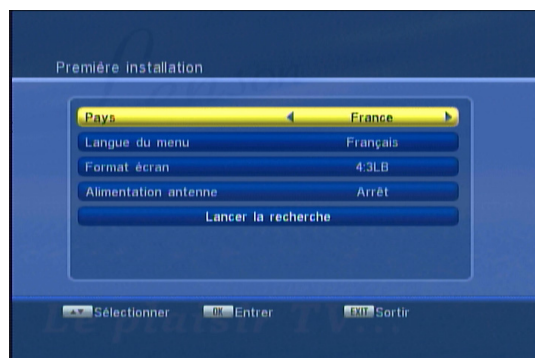 Première installation
Pays France
Langue du menu Français
Format écran 4:3LB
Alimentation antenne Arrêt
Lancer la recherche
Sélectionner OK Entrer EXIT Sortir
Le plaisir TV...